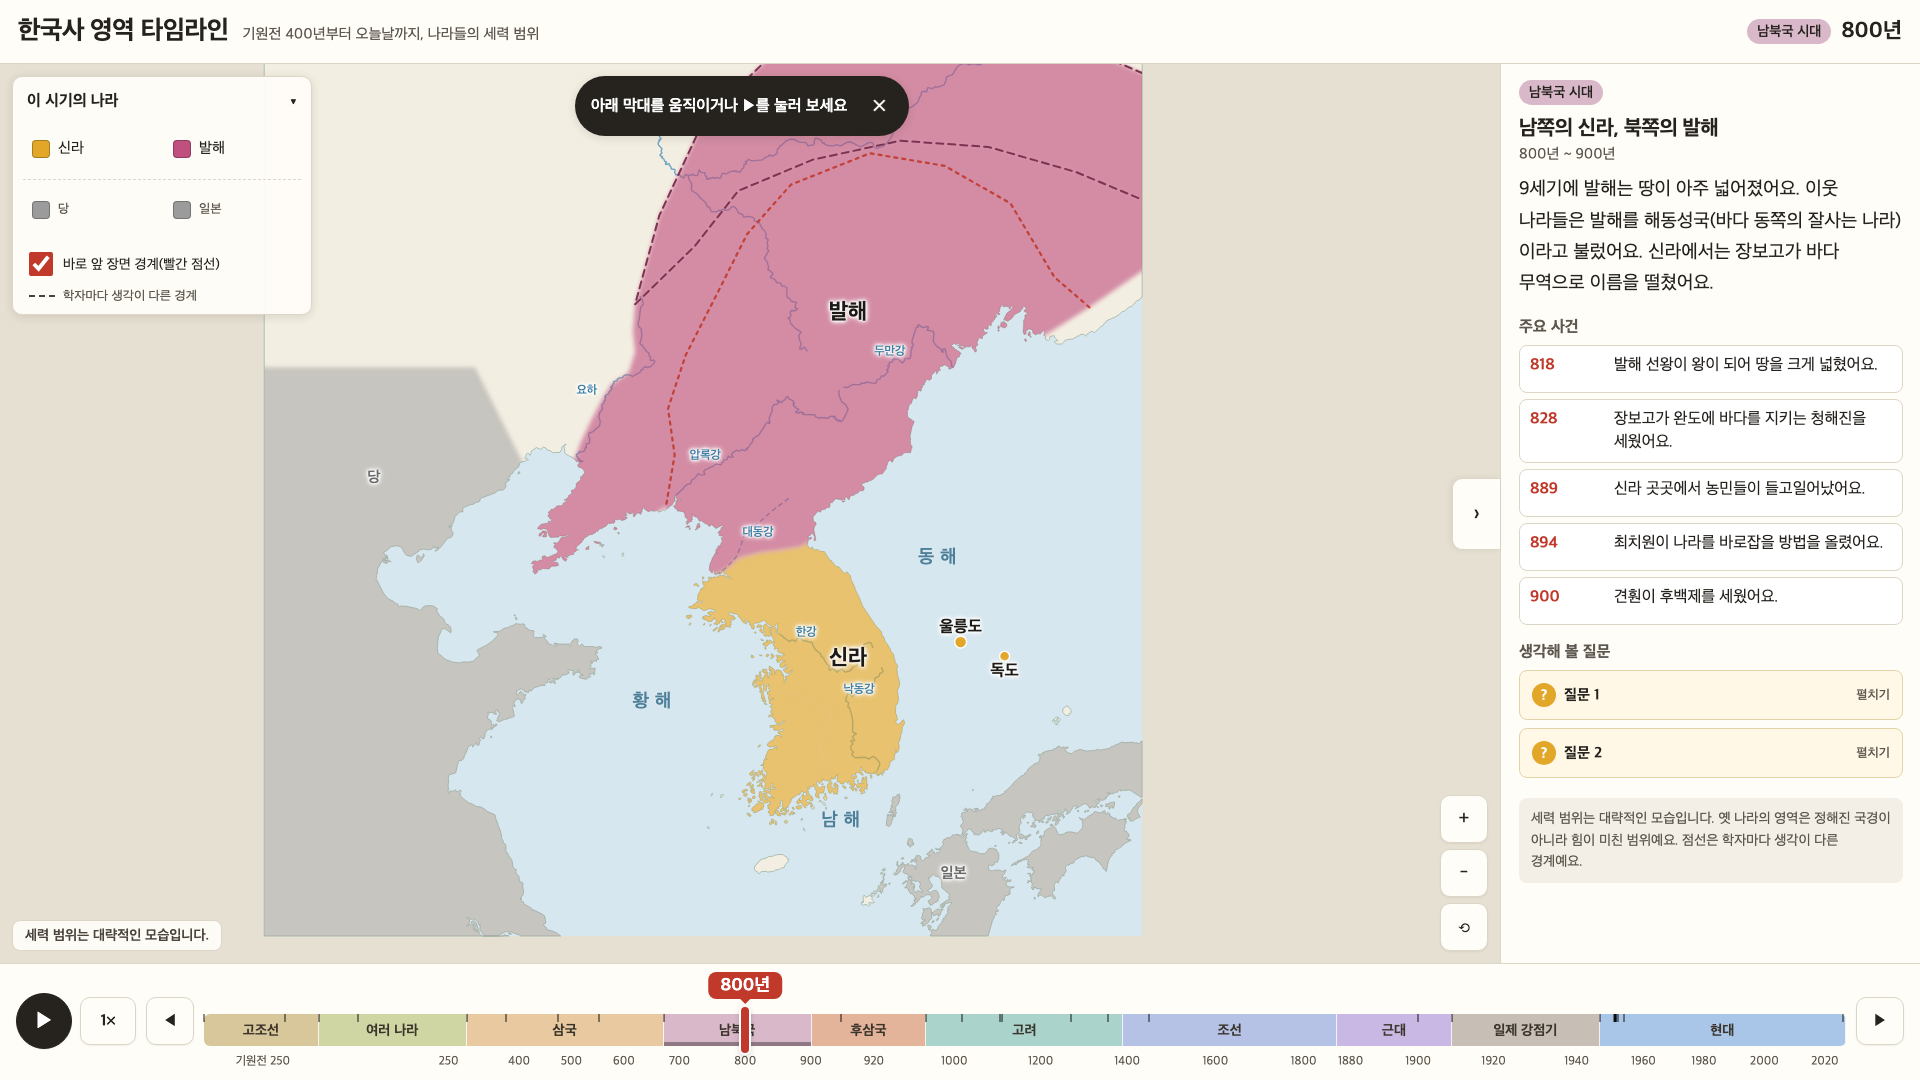 한국사 영역 타임라인
기원전 400년부터 오늘날까지, 나라들의 세력 범위
남북국 시대
800년
이 시기의 나라
▼
신라
발해
당
일본
바로 앞 장면 경계(빨간 점선)
학자마다 생각이 다른 경계
아래 막대를 움직이거나 ▶를 눌러 보세요
✕
발해
두만강
요하
압록강
당
대동강
동 해
울릉도
한강
신라
독도
낙동강
황 해
남 해
일본
›
+
−
⟲
세력 범위는 대략적인 모습입니다.
남북국 시대
남쪽의 신라, 북쪽의 발해
800년 ~ 900년
9세기에 발해는 땅이 아주 넓어졌어요. 이웃
나라들은 발해를 해동성국(바다 동쪽의 잘사는 나라)
이라고 불렀어요. 신라에서는 장보고가 바다
무역으로 이름을 떨쳤어요.
주요 사건
818 발해 선왕이 왕이 되어 땅을 크게 넓혔어요.
828 장보고가 완도에 바다를 지키는 청해진을
세웠어요.
889 신라 곳곳에서 농민들이 들고일어났어요.
894 최치원이 나라를 바로잡을 방법을 올렸어요.
900 견훤이 후백제를 세웠어요.
생각해 볼 질문
? 질문 1 펼치기
? 질문 2 펼치기
세력 범위는 대략적인 모습입니다. 옛 나라의 영역은 정해진 국경이
아니라 힘이 미친 범위예요. 점선은 학자마다 생각이 다른
경계예요.
800년
1×
고조선 여러 나라 삼국 남북국 후삼국 고려 조선 근대 일제 강점기 현대
기원전 250 250 400 500 600 700 800 900 920 1000 1200 1400 1600 1800 1880 1900 1920 1940 1960 1980 2000 2020